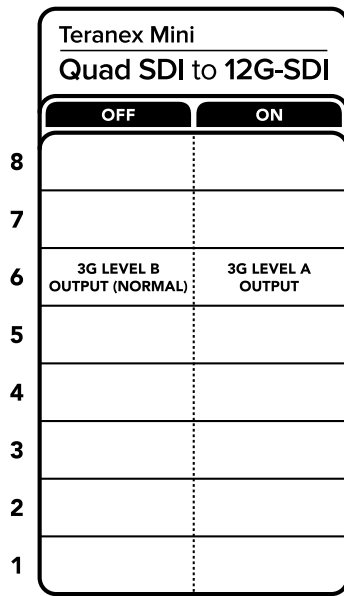 Teranex Mini
Quad SDI to 12G-SDI
OFF ON
8
7
6 3G LEVEL B OUTPUT (NORMAL) 3G LEVEL A OUTPUT
5
4
3
2
1